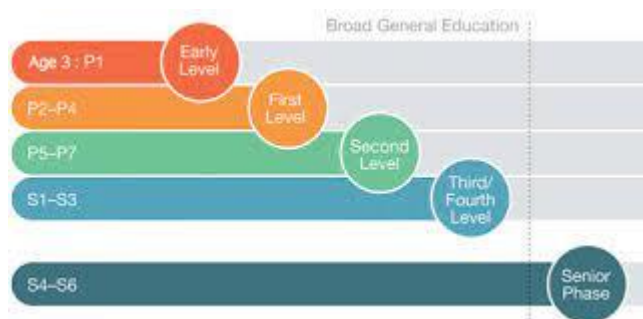 Broad General Education
Age 3 : P1
Early
Level
P2–P4
First
Level
P5–P7
Second
Level
S1–S3
Third/
Fourth
Level
S4–S6
Senior
Phase